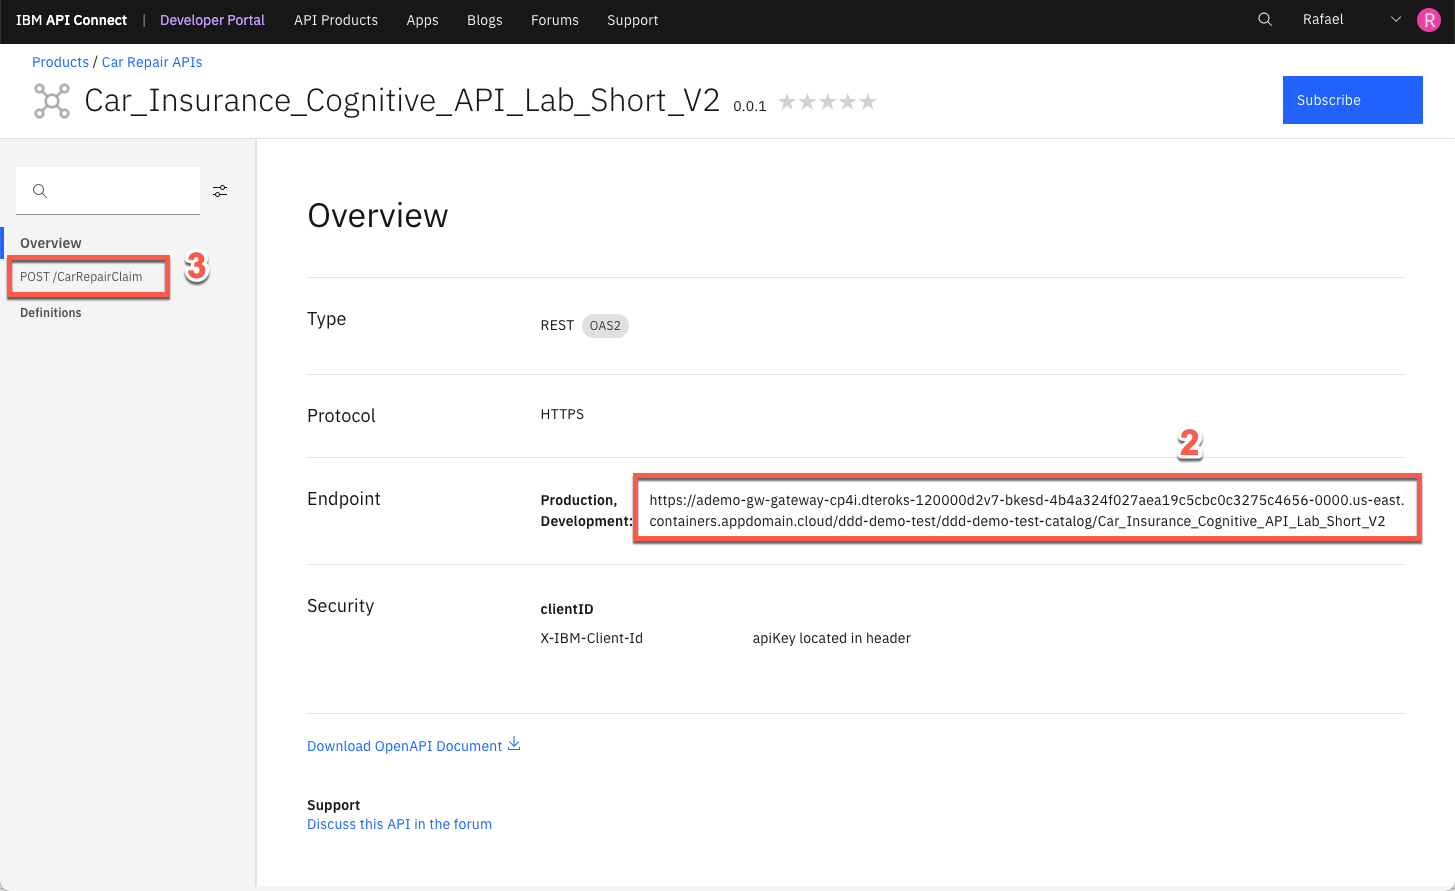 IBM API Connect | Developer Portal API Products Apps Blogs Forums Support Rafael R
Products / Car Repair APIs
Car_Insurance_Cognitive_API_Lab_Short_V2 0.0.1
Subscribe
Overview
POST /CarRepairClaim
3
Definitions
Overview
Type
REST OAS2
Protocol
HTTPS
2
Endpoint
Production,
Development:
https://ademo-gw-gateway-cp4i.dteroks-120000d2v7-bkesd-4b4a324f027aea19c5cbc0c3275c4656-0000.us-east.
containers.appdomain.cloud/ddd-demo-test/ddd-demo-test-catalog/Car_Insurance_Cognitive_API_Lab_Short_V2
Security
clientID
X-IBM-Client-Id apiKey located in header
Download OpenAPI Document
Support
Discuss this API in the forum